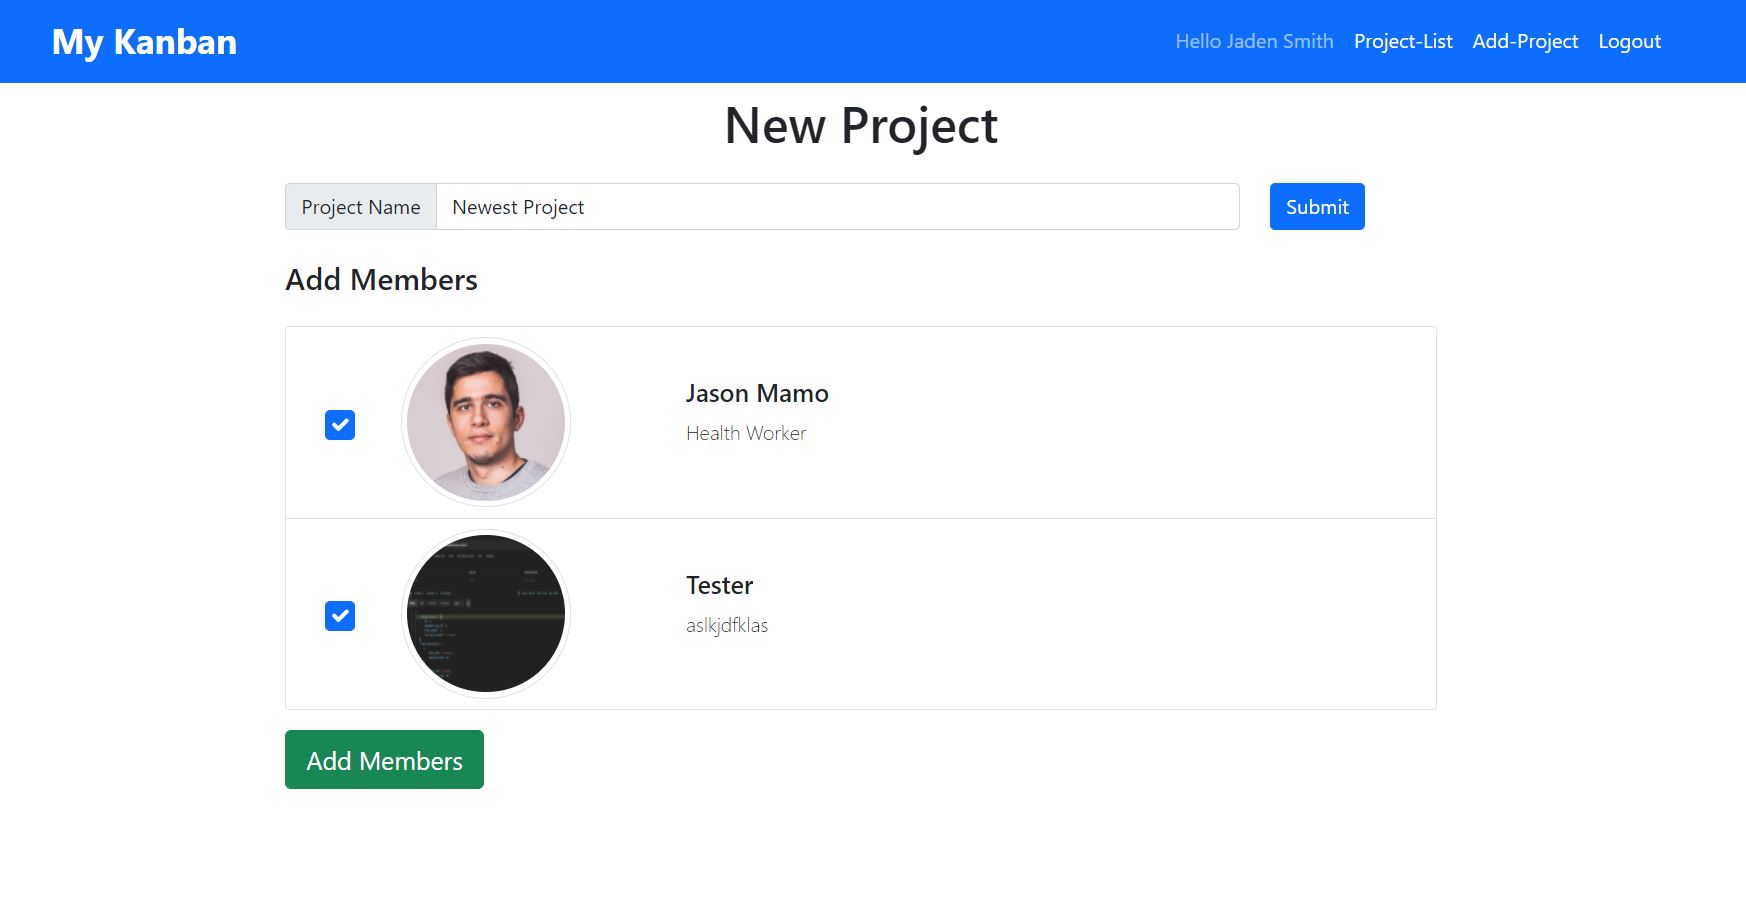 My Kanban
Hello Jaden Smith Project-List Add-Project Logout
New Project
Project Name Newest Project Submit
Add Members
Jason Mamo
Health Worker
Tester
aslkjdfklas
Add Members